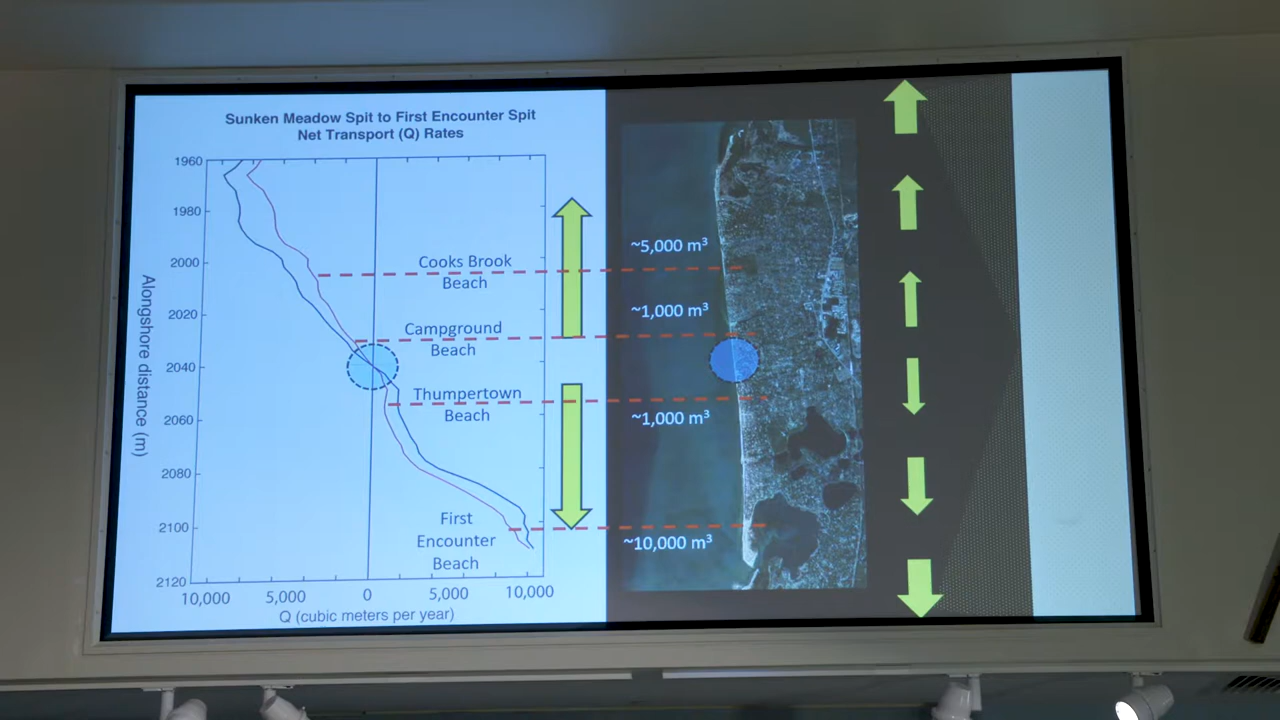 Sunken Meadow Spit to First Encounter Spit
Net Transport (Q) Rates
Alongshore distance (m)
1960
1980
2000
2020
2040
2060
2080
2100
2120
Cooks Brook
Beach
Campground
Beach
Thumpertown
Beach
First
Encounter
Beach
10,000 5,000 0 5,000 10,000
Q (cubic meters per year)
~5,000 m³
~1,000 m³
~1,000 m³
~10,000 m³